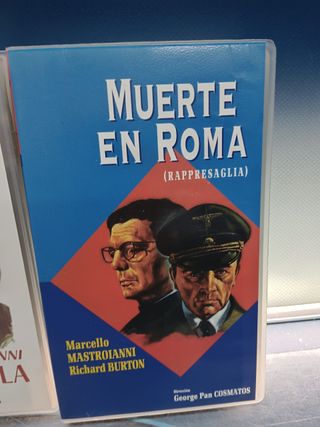 MUERTE
EN ROMA
(RAPPRESAGLIA)
Marcello
MASTROIANNI
Richard BURTON
Dirección
George Pan COSMATOS
NNI
LA